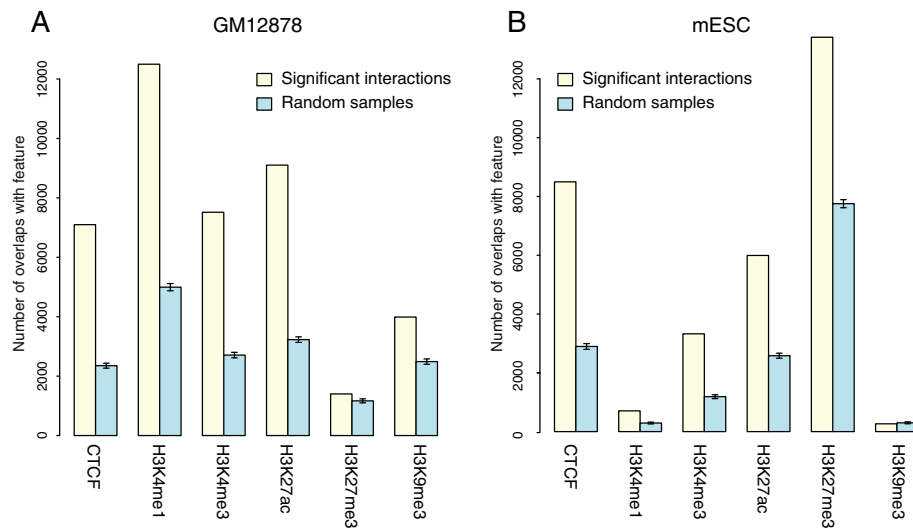 A
GM12878
Number of overlaps with feature
12000
10000
8000
6000
4000
2000
0
Significant interactions
Random samples
CTCF
H3K4me1
H3K4me3
H3K27ac
H3K27me3
H3K9me3
B
mESC
Number of overlaps with feature
12000
10000
8000
6000
4000
2000
0
Significant interactions
Random samples
CTCF
H3K4me1
H3K4me3
H3K27ac
H3K27me3
H3K9me3